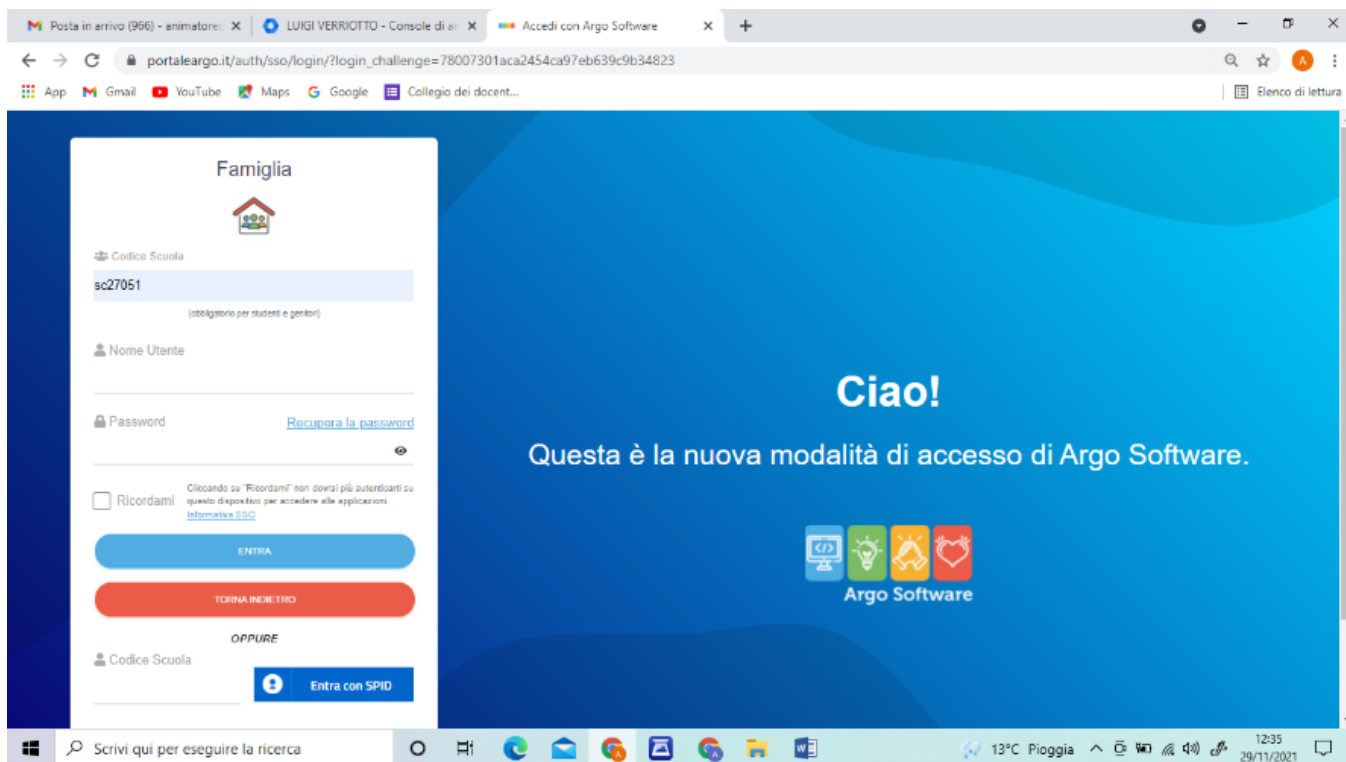 Posta in arrivo (966) - animatore:
LUIGI VERRIOTTO - Console di an
Accedi con Argo Software
portaleargo.it/auth/sso/login/?login_challenge=78007301aca2454ca97eb639c9b34823
A
App
Gmail
YouTube
Maps
Google
Collegio dei docent...
Elenco di lettura
Famiglia
Codice Scuola
sc27051
(obbligatorio per studenti e genitori)
Nome Utente
Password
Recupera la password
Ricordami
Cliccando su "Ricordami" non dovrai più autenticarti su
questo dispositivo per accedere alle applicazioni.
Informativa SSO
ENTRA
TORNA INDIETRO
OPPURE
Codice Scuola
Entra con SPID
Ciao!
Questa è la nuova modalità di accesso di Argo Software.
Argo Software
Scrivi qui per eseguire la ricerca
13°C Pioggia
12:35
29/11/2021